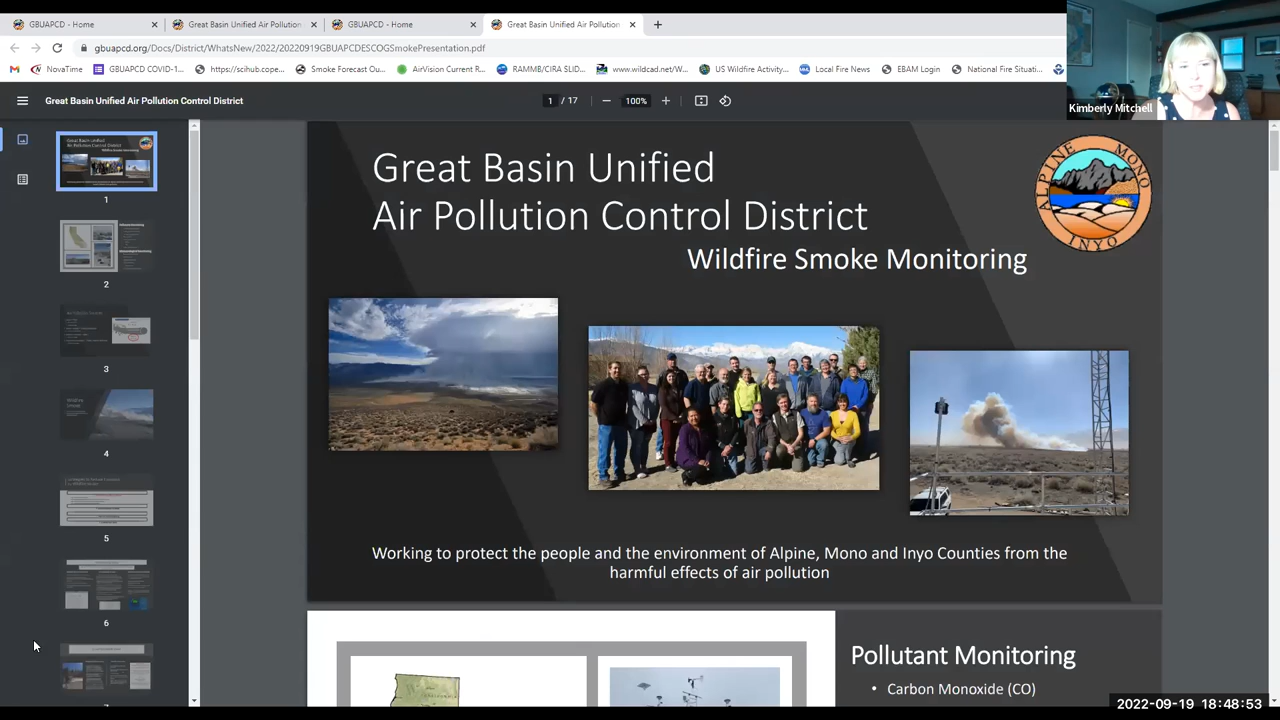 GBUAPCD - Home
Great Basin Unified Air Pollution
GBUAPCD - Home
Great Basin Unified Air Pollution
gbuapcd.org/Docs/District/WhatsNew/2022/20220919GBUAPCDESCOGSmokePresentation.pdf
NovaTime
GBUAPCD COVID-1...
https://scihub.cope...
Smoke Forecast Ou...
AirVision Current R...
RAMMB/CIRA SLID...
www.wildcad.net/W...
US Wildfire Activity...
Local Fire News
EBAM Login
National Fire Situati...
Kimberly Mitchell
Great Basin Unified Air Pollution Control District
1 / 17
100%
1
2
3
4
5
6
Great Basin Unified
Air Pollution Control District
Wildfire Smoke Monitoring
ALPINE MONO
INYO
Working to protect the people and the environment of Alpine, Mono and Inyo Counties from the
harmful effects of air pollution
Pollutant Monitoring
• Carbon Monoxide (CO)
2022-09-19 18:48:53